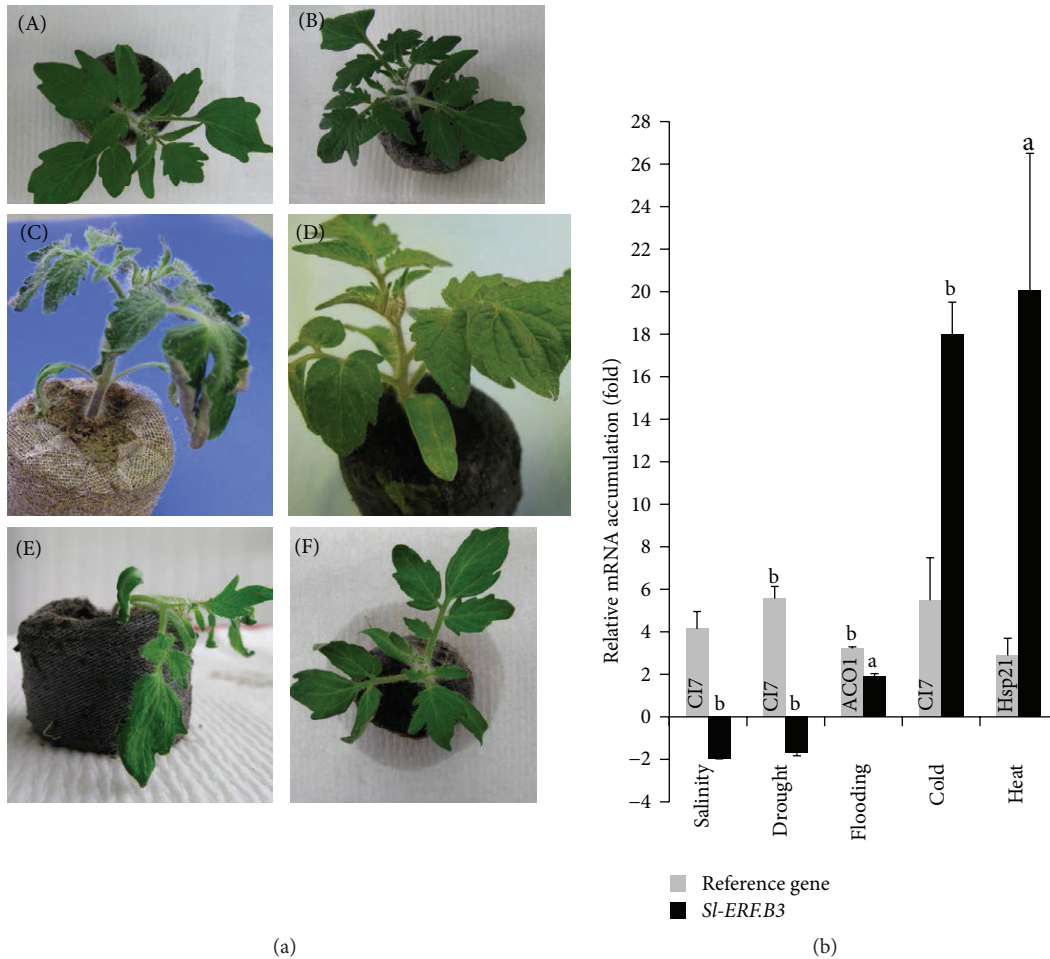 (A)
(B)
(C)
(D)
(E)
(F)
(a)
Relative mRNA accumulation (fold)
28
26
24
22
20
18
16
14
12
10
8
6
4
2
0
−2
−4
CI7
b
b
CI7
b
b
ACO1
a
CI7
b
Hsp21
a
Salinity
Drought
Flooding
Cold
Heat
Reference gene
Sl-ERF.B3
(b)